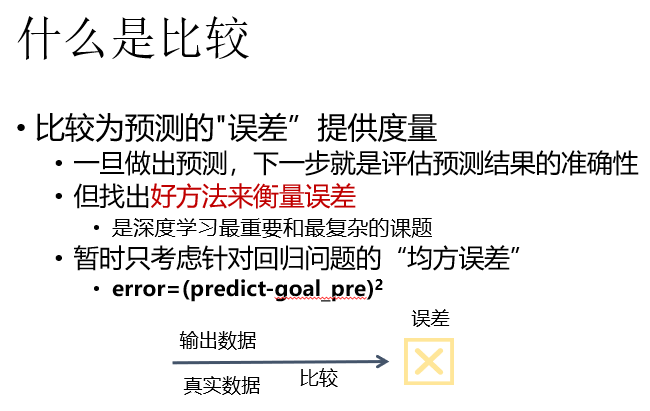 什么是比较
• 比较为预测的"误差”提供度量
• 一旦做出预测，下一步就是评估预测结果的准确性
• 但找出好方法来衡量误差
• 是深度学习最重要和最复杂的课题
• 暂时只考虑针对回归问题的“均方误差”
• error=(predict-goal_pre)²
误差
输出数据
真实数据
比较